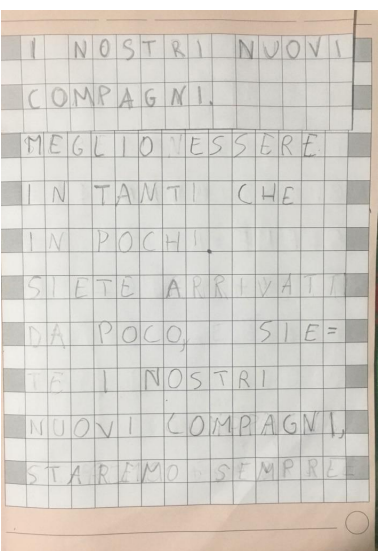 I NOSTRI NUOVI
COMPAGNI.
MEGLIO ESSERE
IN TANTI CHE
IN POCHI.
SIETE ARRIVATI
DA POCO, SIE=
TE I NOSTRI
NUOVI COMPAGNI,
STAREMO SEMPRE